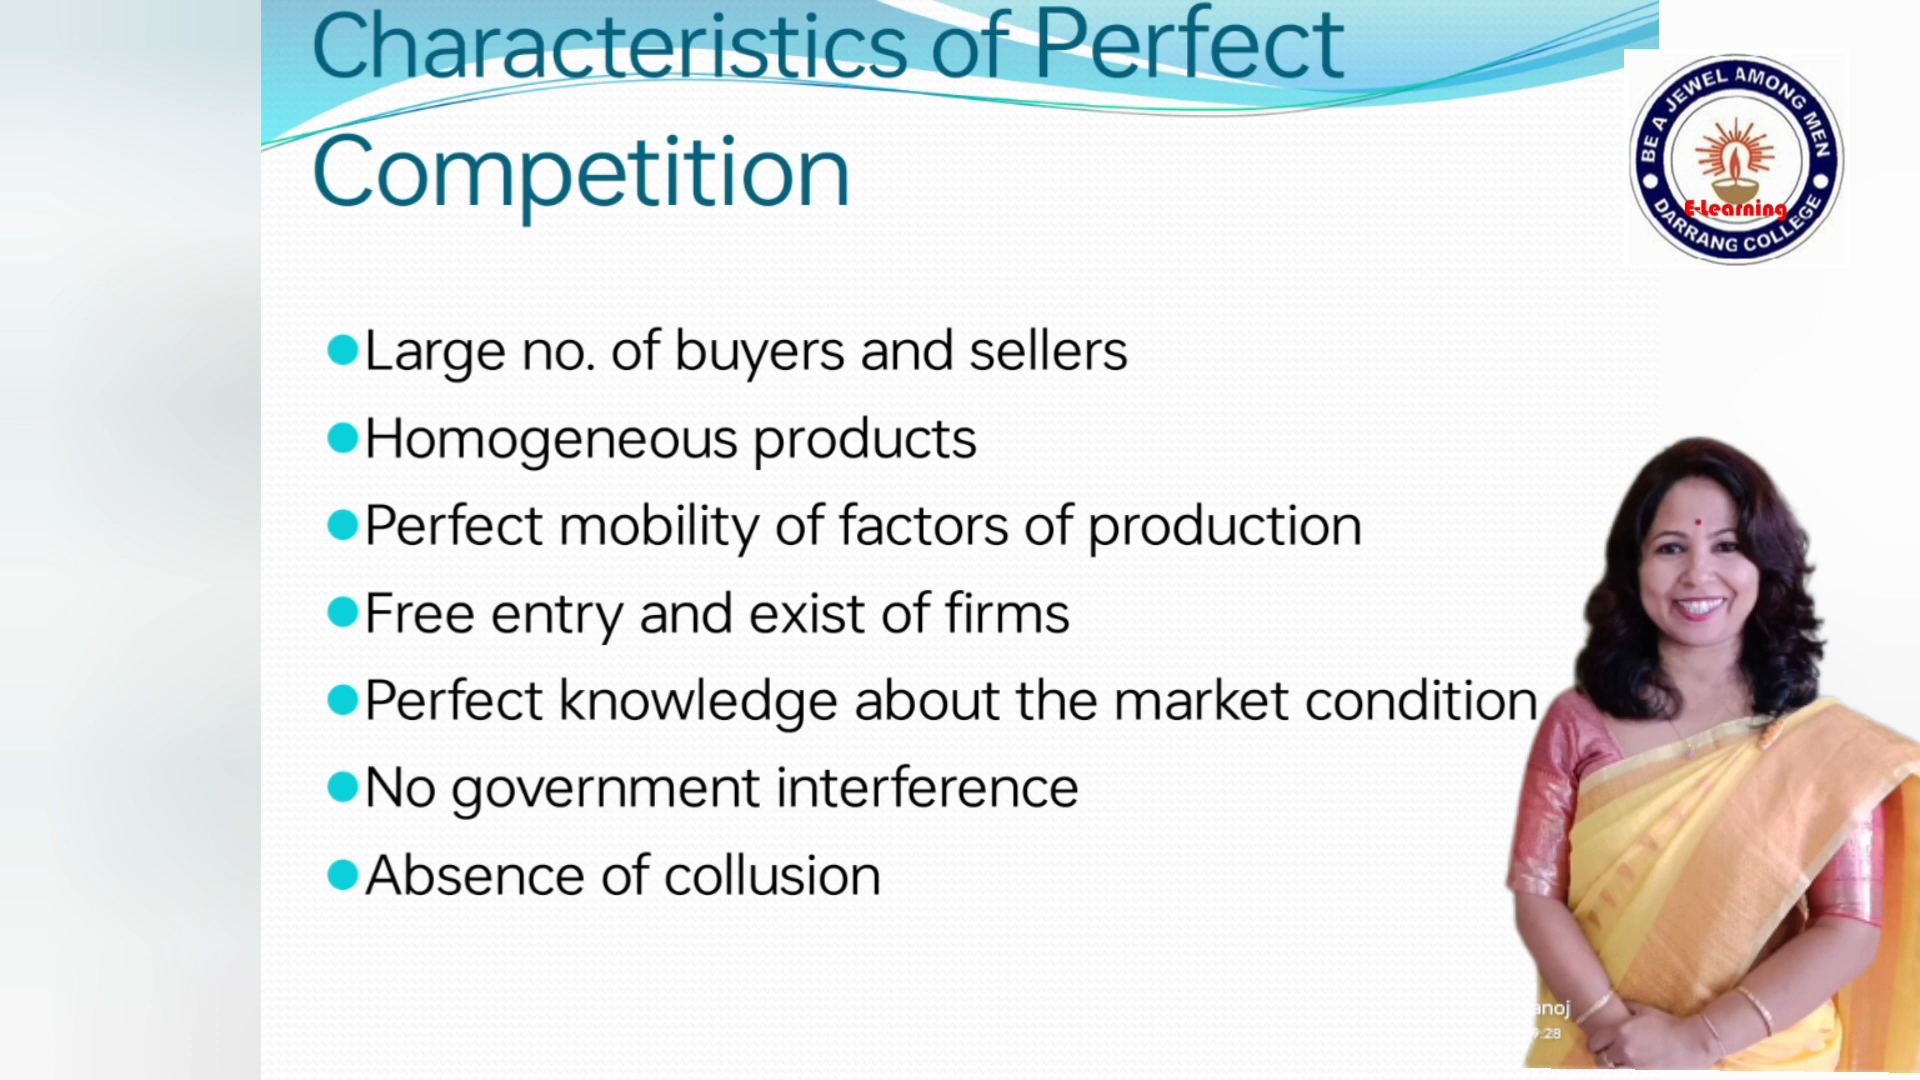 Characteristics of Perfect
Competition
Large no. of buyers and sellers
Homogeneous products
Perfect mobility of factors of production
Free entry and exist of firms
Perfect knowledge about the market condition
No government interference
Absence of collusion
BE A JEWEL AMONG MEN
E-Learning
DARRANG COLLEGE
anoj
:28